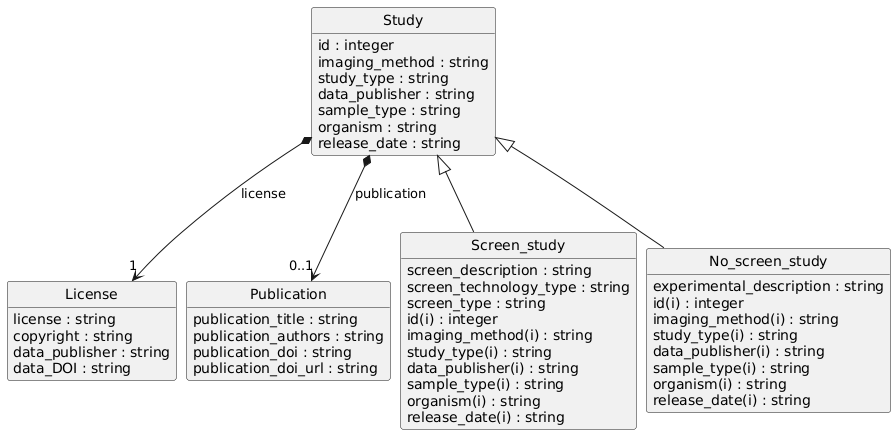 Study
id : integer
imaging_method : string
study_type : string
data_publisher : string
sample_type : string
organism : string
release_date : string
license
publication
1
0..1
License
license : string
copyright : string
data_publisher : string
data_DOI : string
Publication
publication_title : string
publication_authors : string
publication_doi : string
publication_doi_url : string
Screen_study
screen_description : string
screen_technology_type : string
screen_type : string
id(i) : integer
imaging_method(i) : string
study_type(i) : string
data_publisher(i) : string
sample_type(i) : string
organism(i) : string
release_date(i) : string
No_screen_study
experimental_description : string
id(i) : integer
imaging_method(i) : string
study_type(i) : string
data_publisher(i) : string
sample_type(i) : string
organism(i) : string
release_date(i) : string